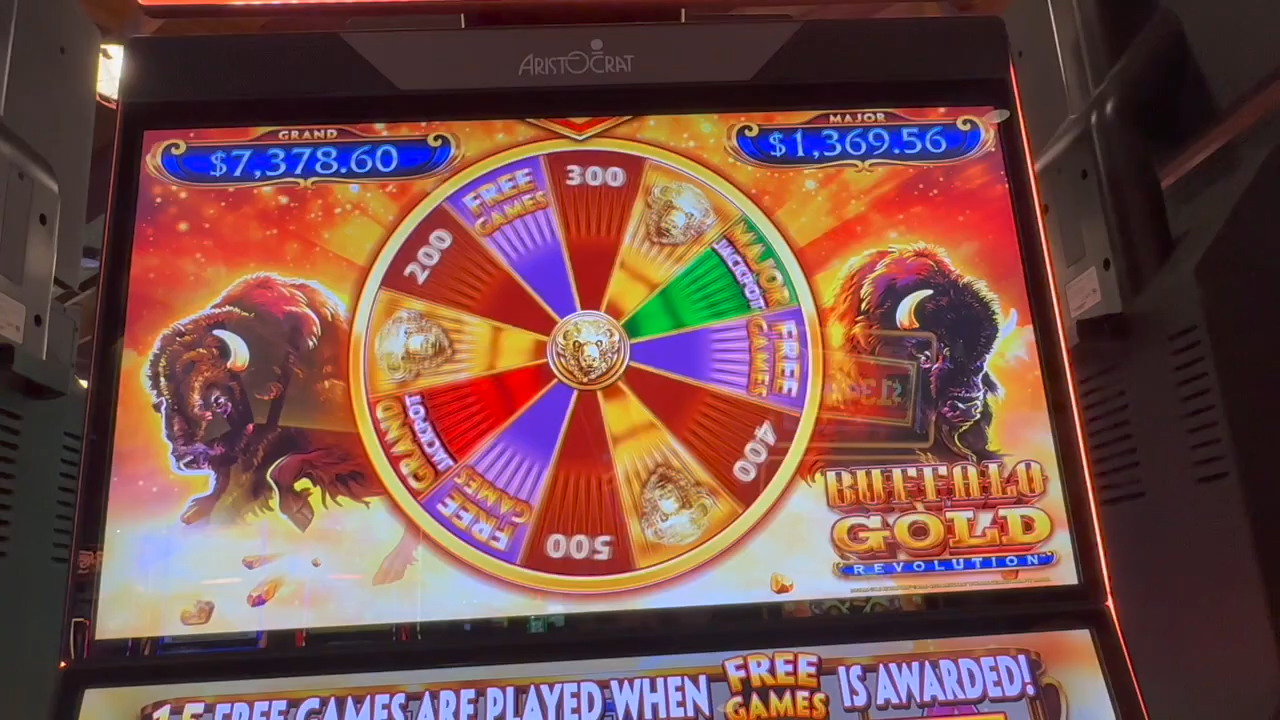 ARISTOCRAT
GRAND
$7,378.60
MAJOR
$1,369.56
300
MAJOR
JACKPOT
FREE
GAMES
400
500
FREE
GAMES
GRAND
JACKPOT
200
FREE
GAMES
BUFFALO
GOLD
REVOLUTION
15 FREE GAMES ARE PLAYED WHEN FREE GAMES IS AWARDED!